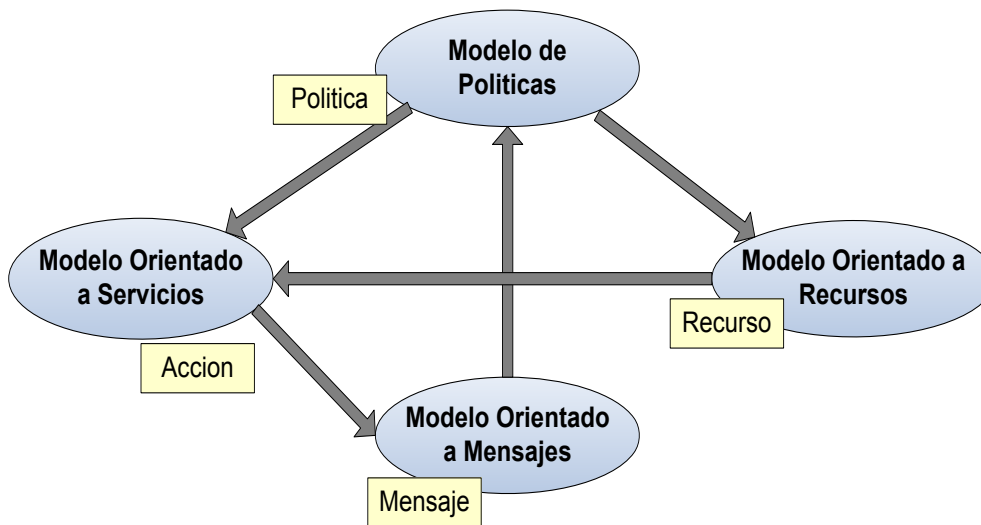 Modelo de
Politicas
Politica
Modelo Orientado
a Servicios
Modelo Orientado a
Recursos
Recurso
Accion
Modelo Orientado
a Mensajes
Mensaje